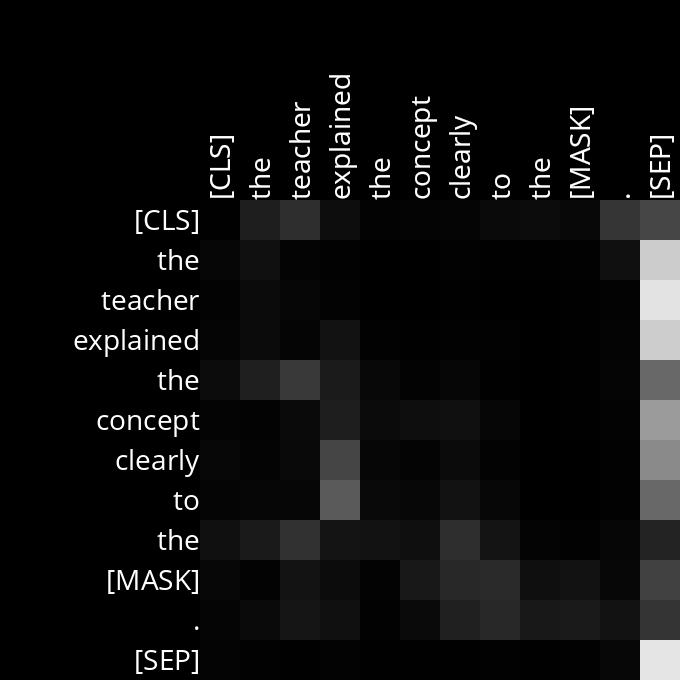 [CLS]
the
teacher
explained
the
concept
clearly
to
the
[MASK]
.
[SEP]
[CLS]
the
teacher
explained
the
concept
clearly
to
the
[MASK]
.
[SEP]